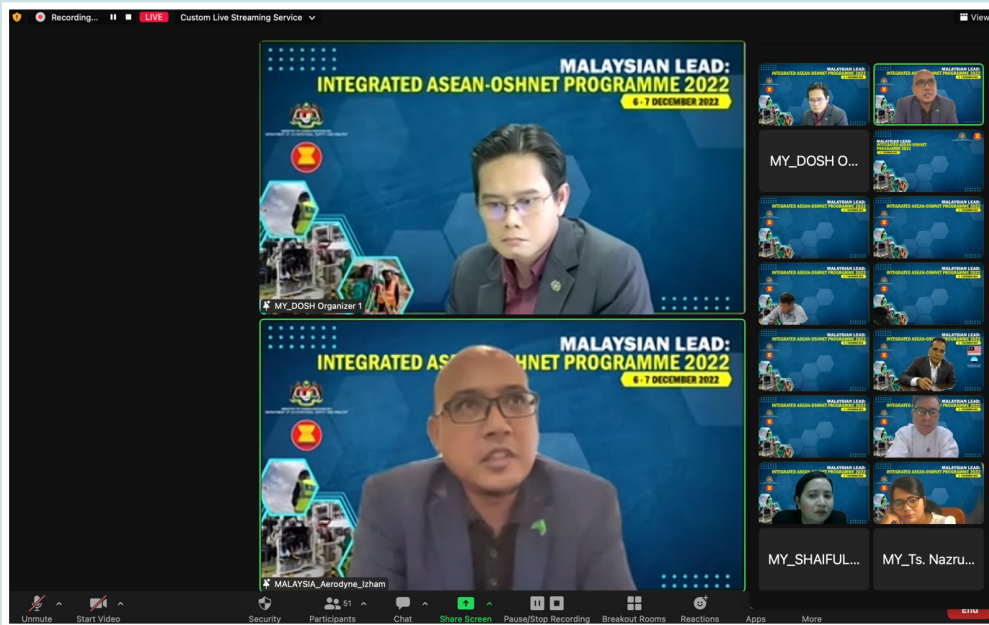 Recording...
LIVE
Custom Live Streaming Service
View
MALAYSIAN LEAD:
INTEGRATED ASEAN-OSHNET PROGRAMME 2022
6 - 7 DECEMBER 2022
MY_DOSH Organizer 1
MALAYSIAN LEAD:
INTEGRATED AS HNET PROGRAMME 2022
6 - 7 DECEMBER 2022
MALAYSIA_Aerodyne_Izham
MY_DOSH O...
MY_SHAIFUL...
MY_Ts. Nazru...
Unmute
Start Video
Security
51
Participants
Chat
Share Screen
Pause/Stop Recording
Breakout Rooms
Reactions
Apps
More
End